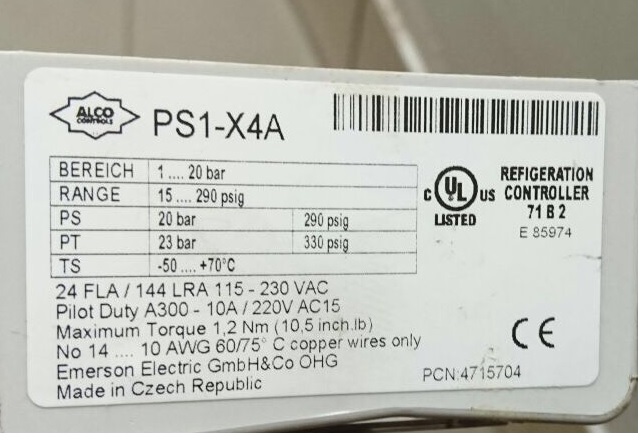 ALCO
CONTROLS
PS1-X4A
BEREICH 1 .... 20 bar
RANGE 15 .... 290 psig
PS 20 bar 290 psig
PT 23 bar 330 psig
TS -50 .... +70°C
C UL US
LISTED
REFIGERATION
CONTROLLER
71 B 2
E 85974
24 FLA / 144 LRA 115 - 230 VAC
Pilot Duty A300 - 10A / 220V AC15
Maximum Torque 1,2 Nm (10,5 inch.lb)
No 14 .... 10 AWG 60/75° C copper wires only
Emerson Electric GmbH&Co OHG
Made in Czech Republic
CE
PCN:4715704